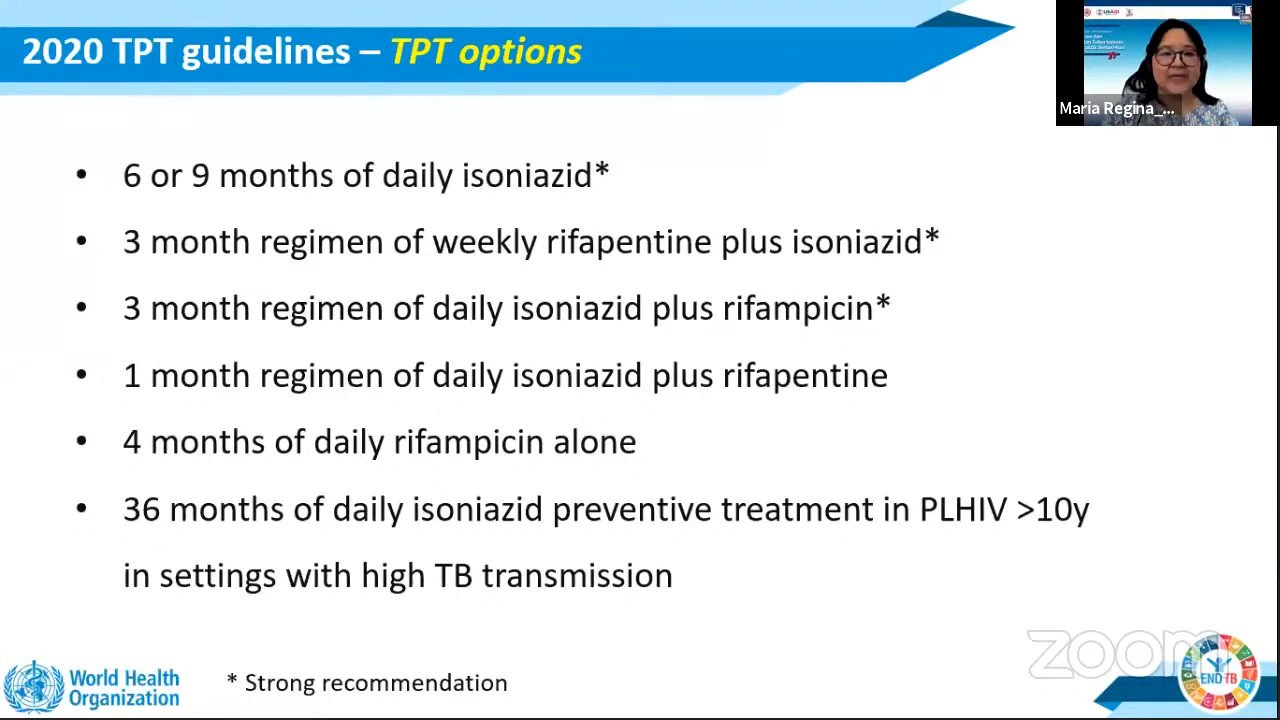 2020 TPT guidelines – TPT options
USAID
Maria Regina_...
• 6 or 9 months of daily isoniazid*
• 3 month regimen of weekly rifapentine plus isoniazid*
• 3 month regimen of daily isoniazid plus rifampicin*
• 1 month regimen of daily isoniazid plus rifapentine
• 4 months of daily rifampicin alone
• 36 months of daily isoniazid preventive treatment in PLHIV >10y
in settings with high TB transmission
zoom
World Health
Organization
* Strong recommendation
END TB